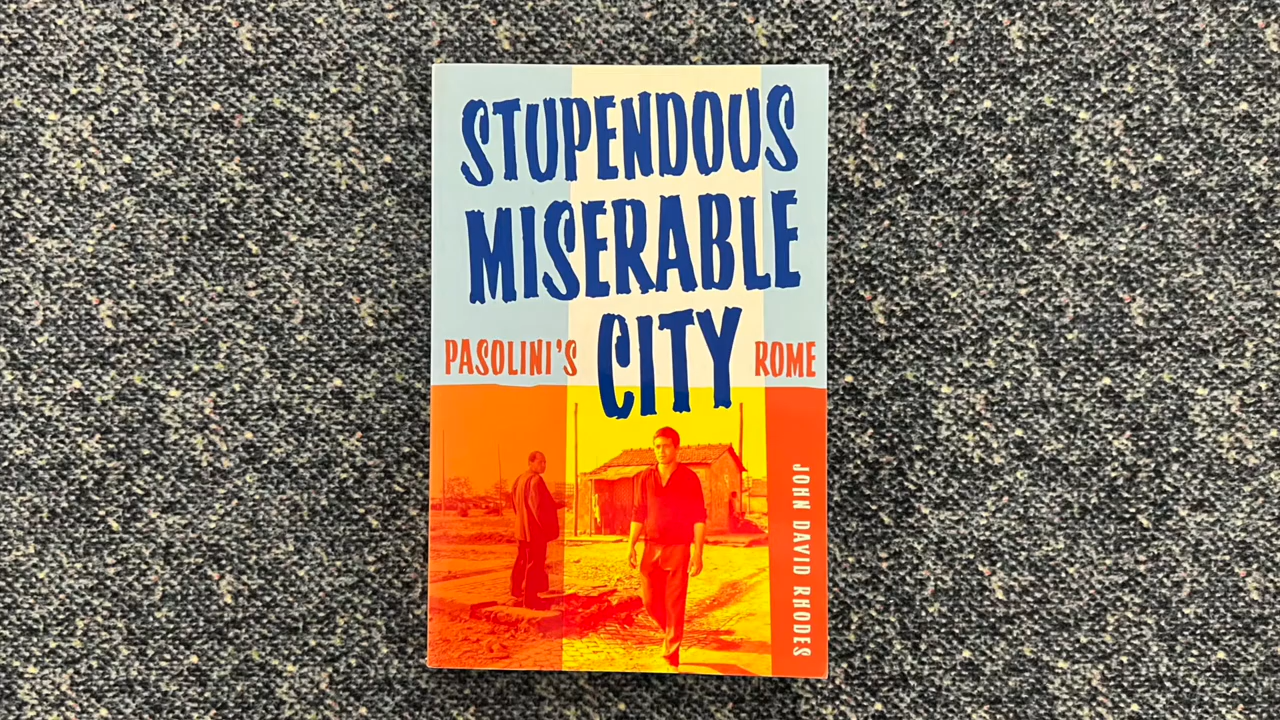 STUPENDOUS
MISERABLE
CITY
PASOLINI'S ROME
JOHN DAVID RHODES